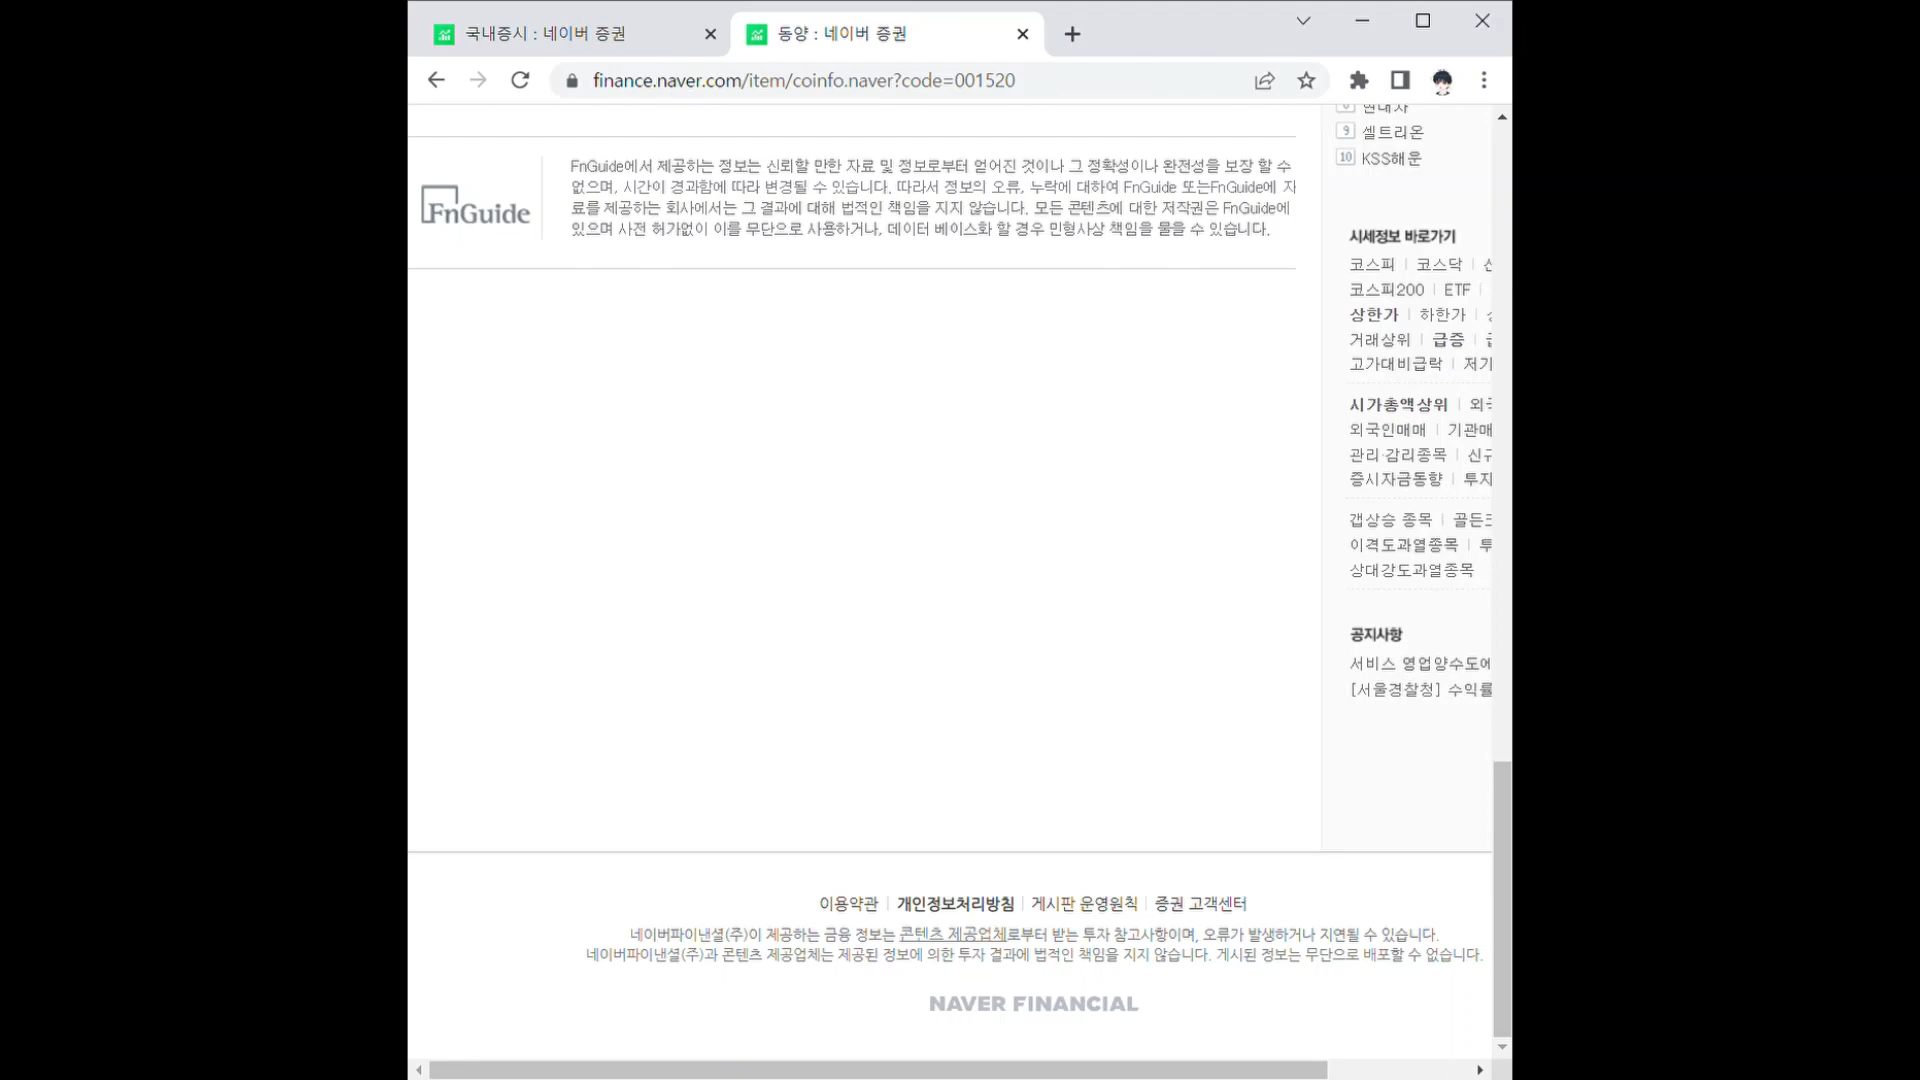 국내증시 : 네이버 증권
동양 : 네이버 증권
finance.naver.com/item/coinfo.naver?code=001520
현대차
9 셀트리온
10 KSS해운
FnGuide
FnGuide에서 제공하는 정보는 신뢰할 만한 자료 및 정보로부터 얻어진 것이나 그 정확성이나 완전성을 보장 할 수
없으며, 시간이 경과함에 따라 변경될 수 있습니다. 따라서 정보의 오류, 누락에 대하여 FnGuide 또는FnGuide에 자
료를 제공하는 회사에서는 그 결과에 대해 법적인 책임을 지지 않습니다. 모든 콘텐츠에 대한 저작권은 FnGuide에
있으며 사전 허가없이 이를 무단으로 사용하거나, 데이터 베이스화 할 경우 민형사상 책임을 물을 수 있습니다.
시세정보 바로가기
코스피 | 코스닥 |
코스피200 | ETF |
상한가 | 하한가 |
거래상위 | 급증 |
고가대비급락 | 저가
시가총액상위 |
외국인매매 | 기관매
관리·감리종목 | 신규
증시자금동향 | 투자
갭상승 종목 |
이격도과열종목 | 투
상대강도과열종목
공지사항
서비스 영업양수도에
[서울경찰청] 수익률
이용약관 | 개인정보처리방침 | 게시판 운영원칙 | 증권 고객센터
네이버파이낸셜(주)이 제공하는 금융 정보는 콘텐츠 제공업체로부터 받는 투자 참고사항이며, 오류가 발생하거나 지연될 수 있습니다.
네이버파이낸셜(주)과 콘텐츠 제공업체는 제공된 정보에 의한 투자 결과에 법적인 책임을 지지 않습니다. 게시된 정보는 무단으로 배포할 수 없습니다.
NAVER FINANCIAL